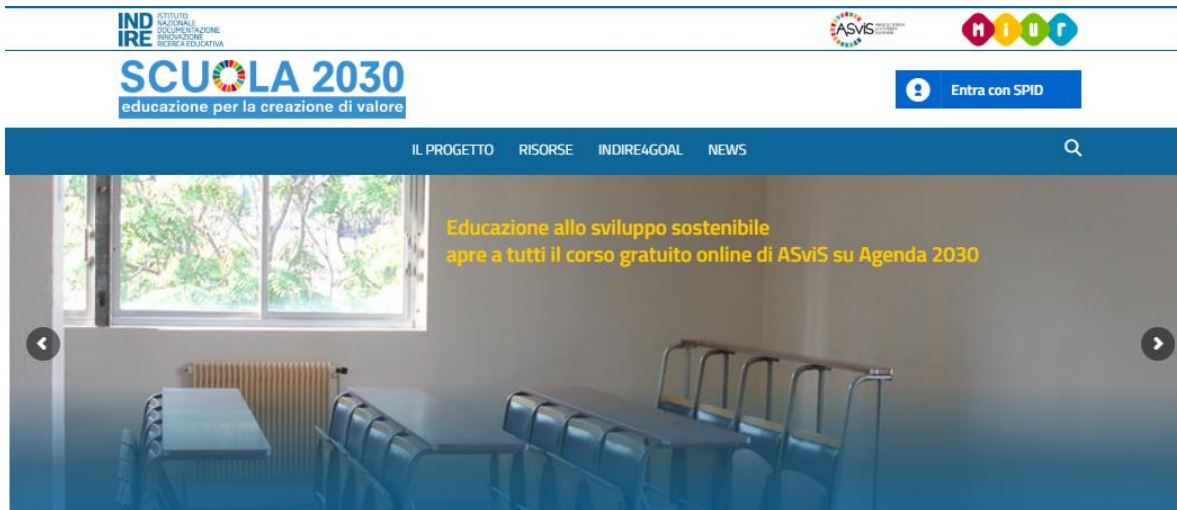 IND
IRE
ISTITUTO
NAZIONALE
DOCUMENTAZIONE
INNOVAZIONE
RICERCA EDUCATIVA
ASviS
MIUr
SCUOLA 2030
educazione per la creazione di valore
Entra con SPID
IL PROGETTO RISORSE INDIRE4GOAL NEWS
Educazione allo sviluppo sostenibile
apre a tutti il corso gratuito online di ASviS su Agenda 2030